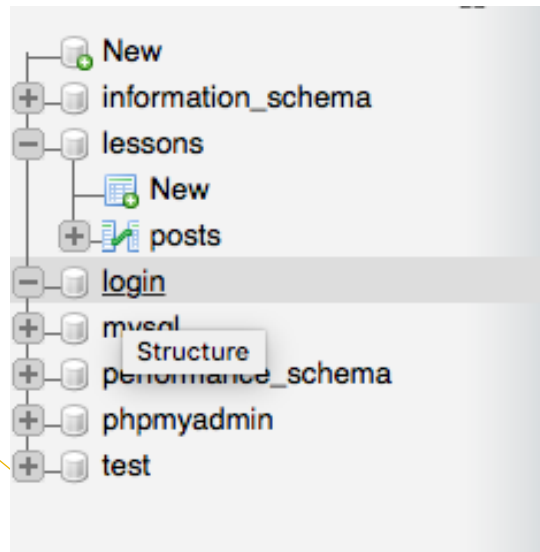 New
information_schema
lessons
New
posts
login
mysql
Structure
performance_schema
phpmyadmin
test